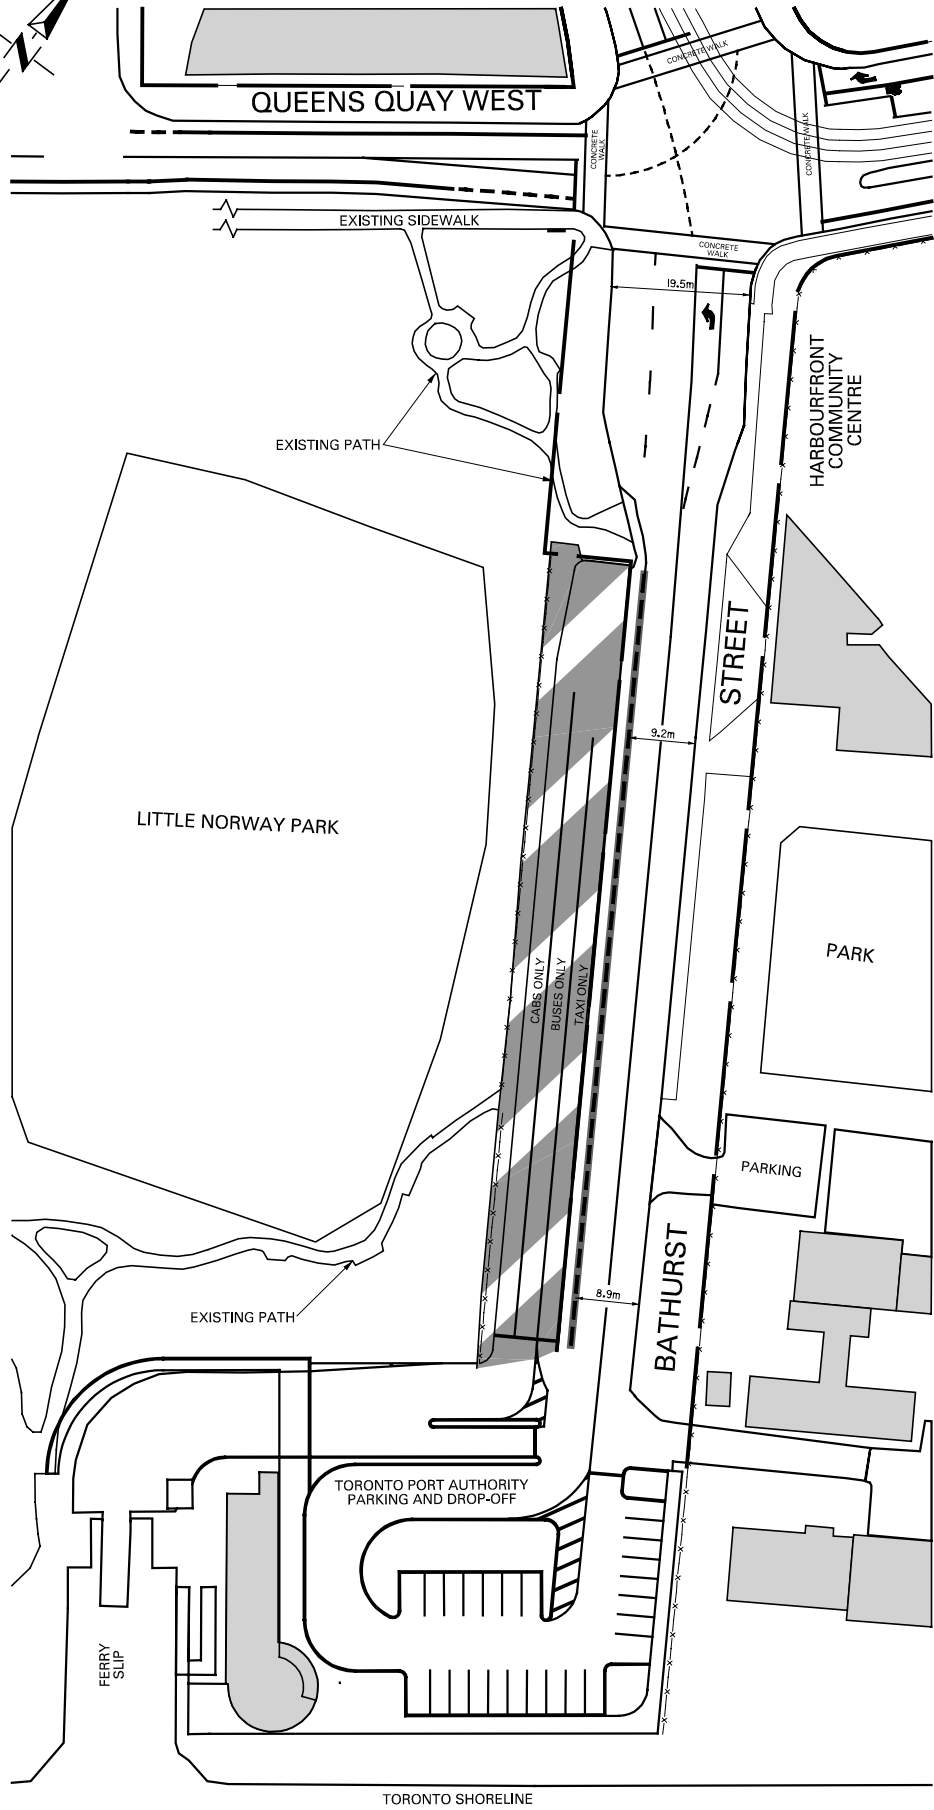 N
CONCRETE WALK
QUEENS QUAY WEST
CONCRETE
WALK
CONCRETE WALK
EXISTING SIDEWALK
CONCRETE
WALK
19.5m
HARBOURFRONT
COMMUNITY
CENTRE
EXISTING PATH
STREET
9.2m
LITTLE NORWAY PARK
PARK
CABS ONLY
BUSES ONLY
TAXI ONLY
PARKING
BATHURST
8.9m
EXISTING PATH
TORONTO PORT AUTHORITY
PARKING AND DROP-OFF
FERRY
SLIP
TORONTO SHORELINE